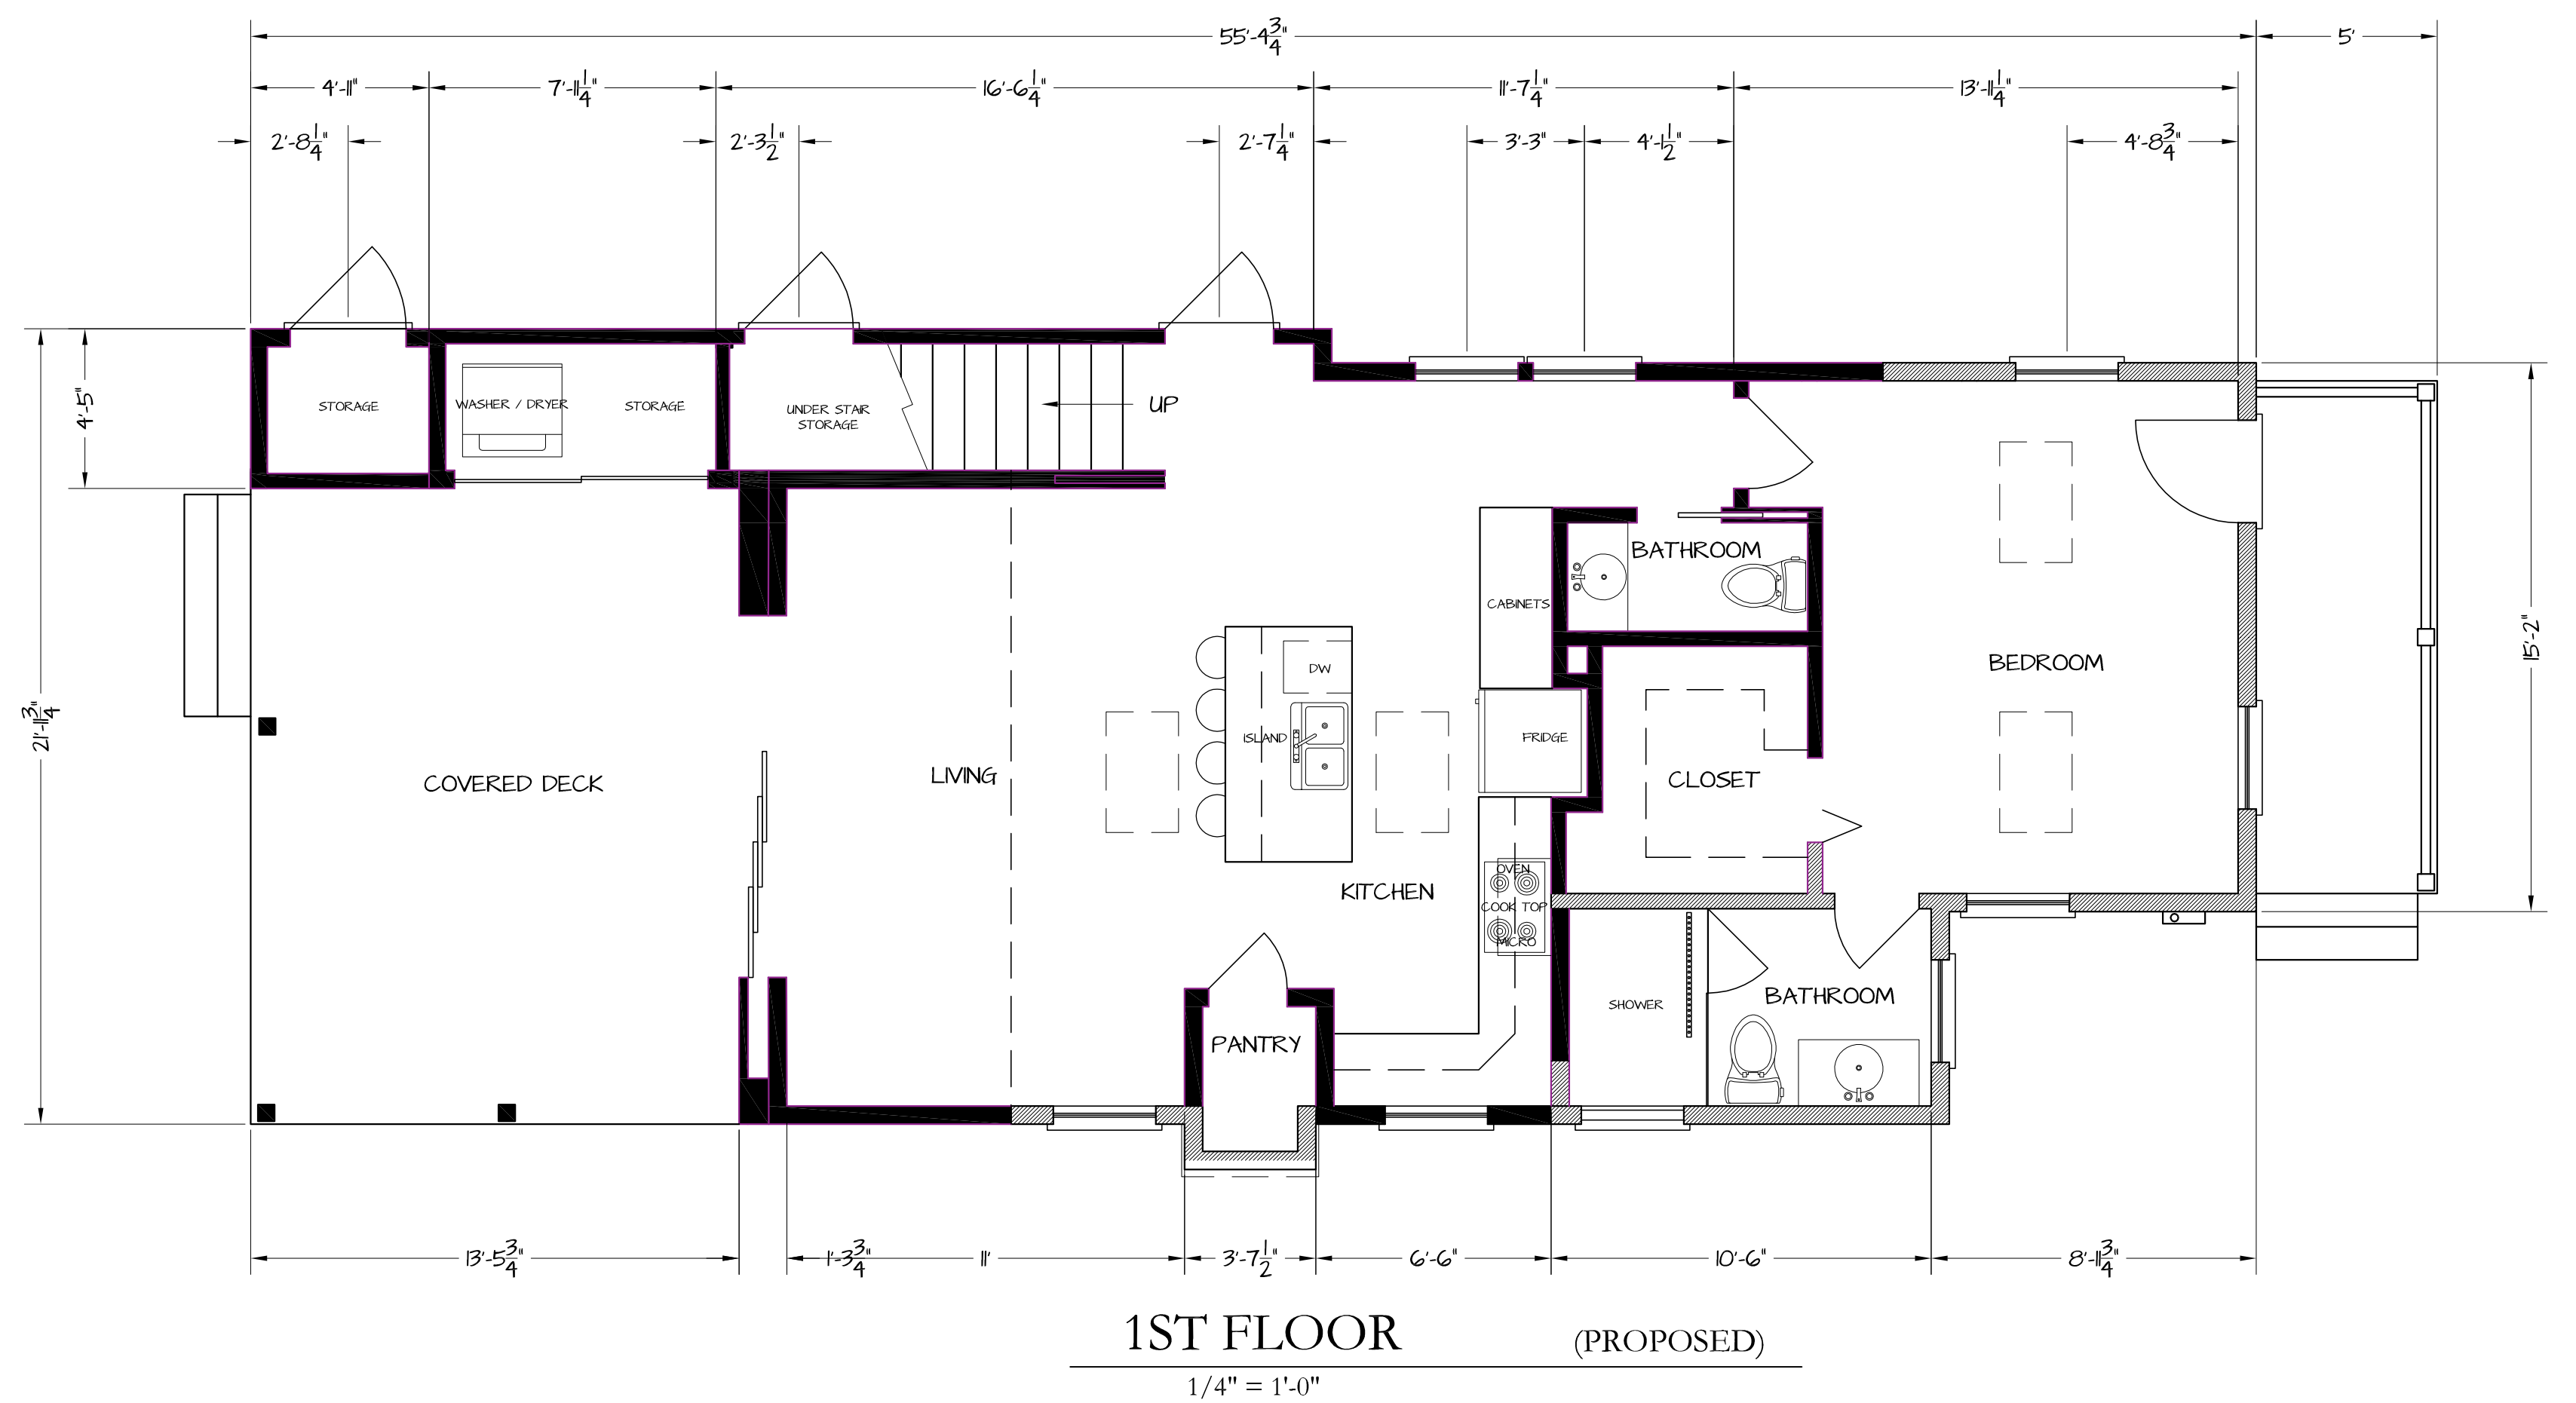 55'-4 3/4" 5'
4'-11" 7'-11 1/4" 16'-6 1/4" 11'-7 1/4" 13'-11 1/4"
2'-8 1/4" 2'-3 1/2" 2'-7 1/4" 3'-3" 4'-1 1/2" 4'-8 3/4"
4'-5"
21'-11 3/4"
15'-2"
STORAGE
WASHER / DRYER
STORAGE
UNDER STAIR
STORAGE
UP
BATHROOM
CABINETS
BEDROOM
DW
ISLAND
FRIDGE
COVERED DECK
LIVING
CLOSET
KITCHEN
OVEN
COOK TOP
MICRO
SHOWER
BATHROOM
PANTRY
13'-5 3/4" 1'-3 3/4" 11' 3'-7 1/2" 6'-6" 10'-6" 8'-11 3/4"
1ST FLOOR (PROPOSED)
1/4" = 1'-0"